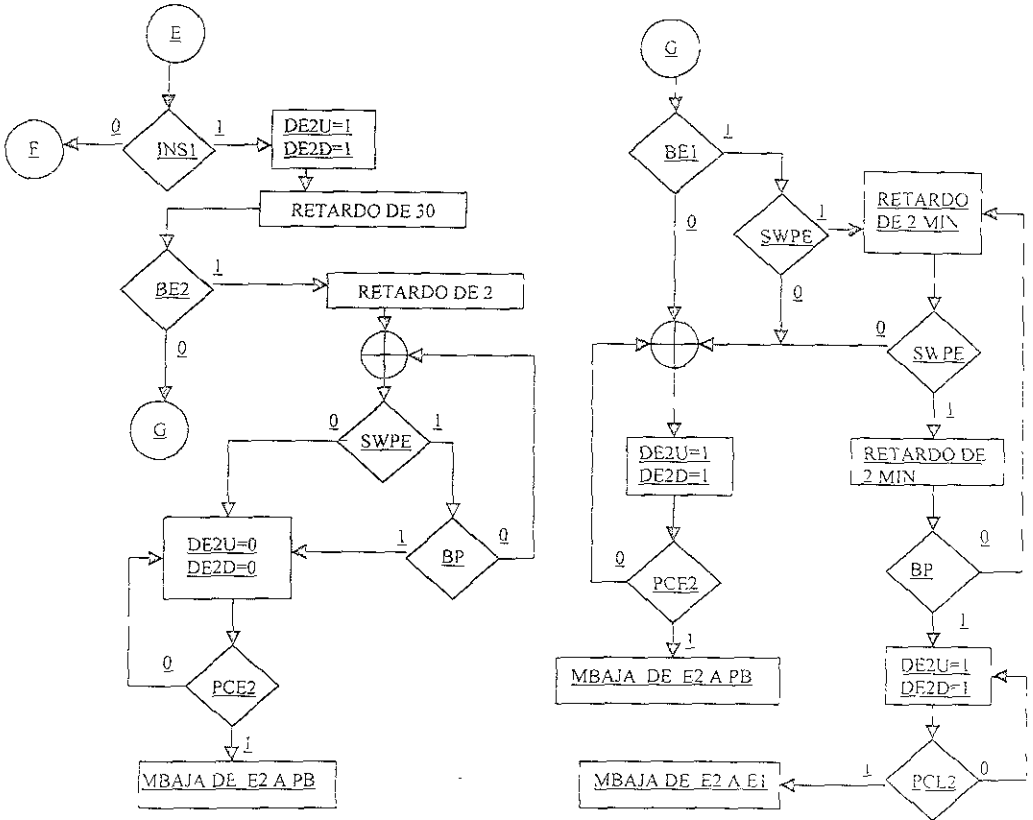 E
0
1
F
INS1
DE2U=1
DE2D=1
RETARDO DE 30
BE2
1
RETARDO DE 2
0
G
0
SWPE
1
DE2U=0
DE2D=0
1
BP
0
0
PCE2
1
MBAJA DE E2 A PB
G
BE1
1
0
SWPE
1
RETARDO
DE 2 MIN
0
0
SWPE
1
DE2U=1
DE2D=1
RETARDO DE
2 MIN
0
PCE2
BP
0
1
1
MBAJA DE E2 A PB
DE2U=1
DE2D=1
MBAJA DE E2 A E1
1
PCL2
0